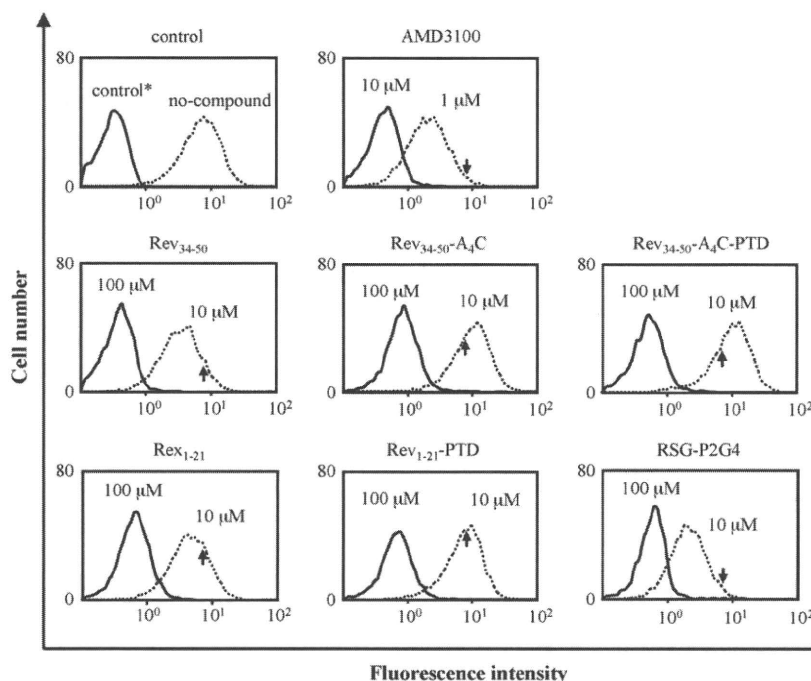 control
80
control*
no-compound
0
10⁰
10¹
10²
AMD3100
80
10 μM
1 μM
0
10⁰
10¹
10²
Rev₃₄₋₅₀
80
100 μM
10 μM
0
10⁰
10¹
10²
Rev₃₄₋₅₀-A₄C
80
100 μM
10 μM
0
10⁰
10¹
10²
Rev₃₄₋₅₀-A₄C-PTD
80
100 μM
10 μM
0
10⁰
10¹
10²
Rex₁₋₂₁
80
100 μM
10 μM
0
10⁰
10¹
10²
Rev₁₋₂₁-PTD
80
100 μM
10 μM
0
10⁰
10¹
10²
RSG-P2G4
80
100 μM
10 μM
0
10⁰
10¹
10²
Cell number
Fluorescence intensity